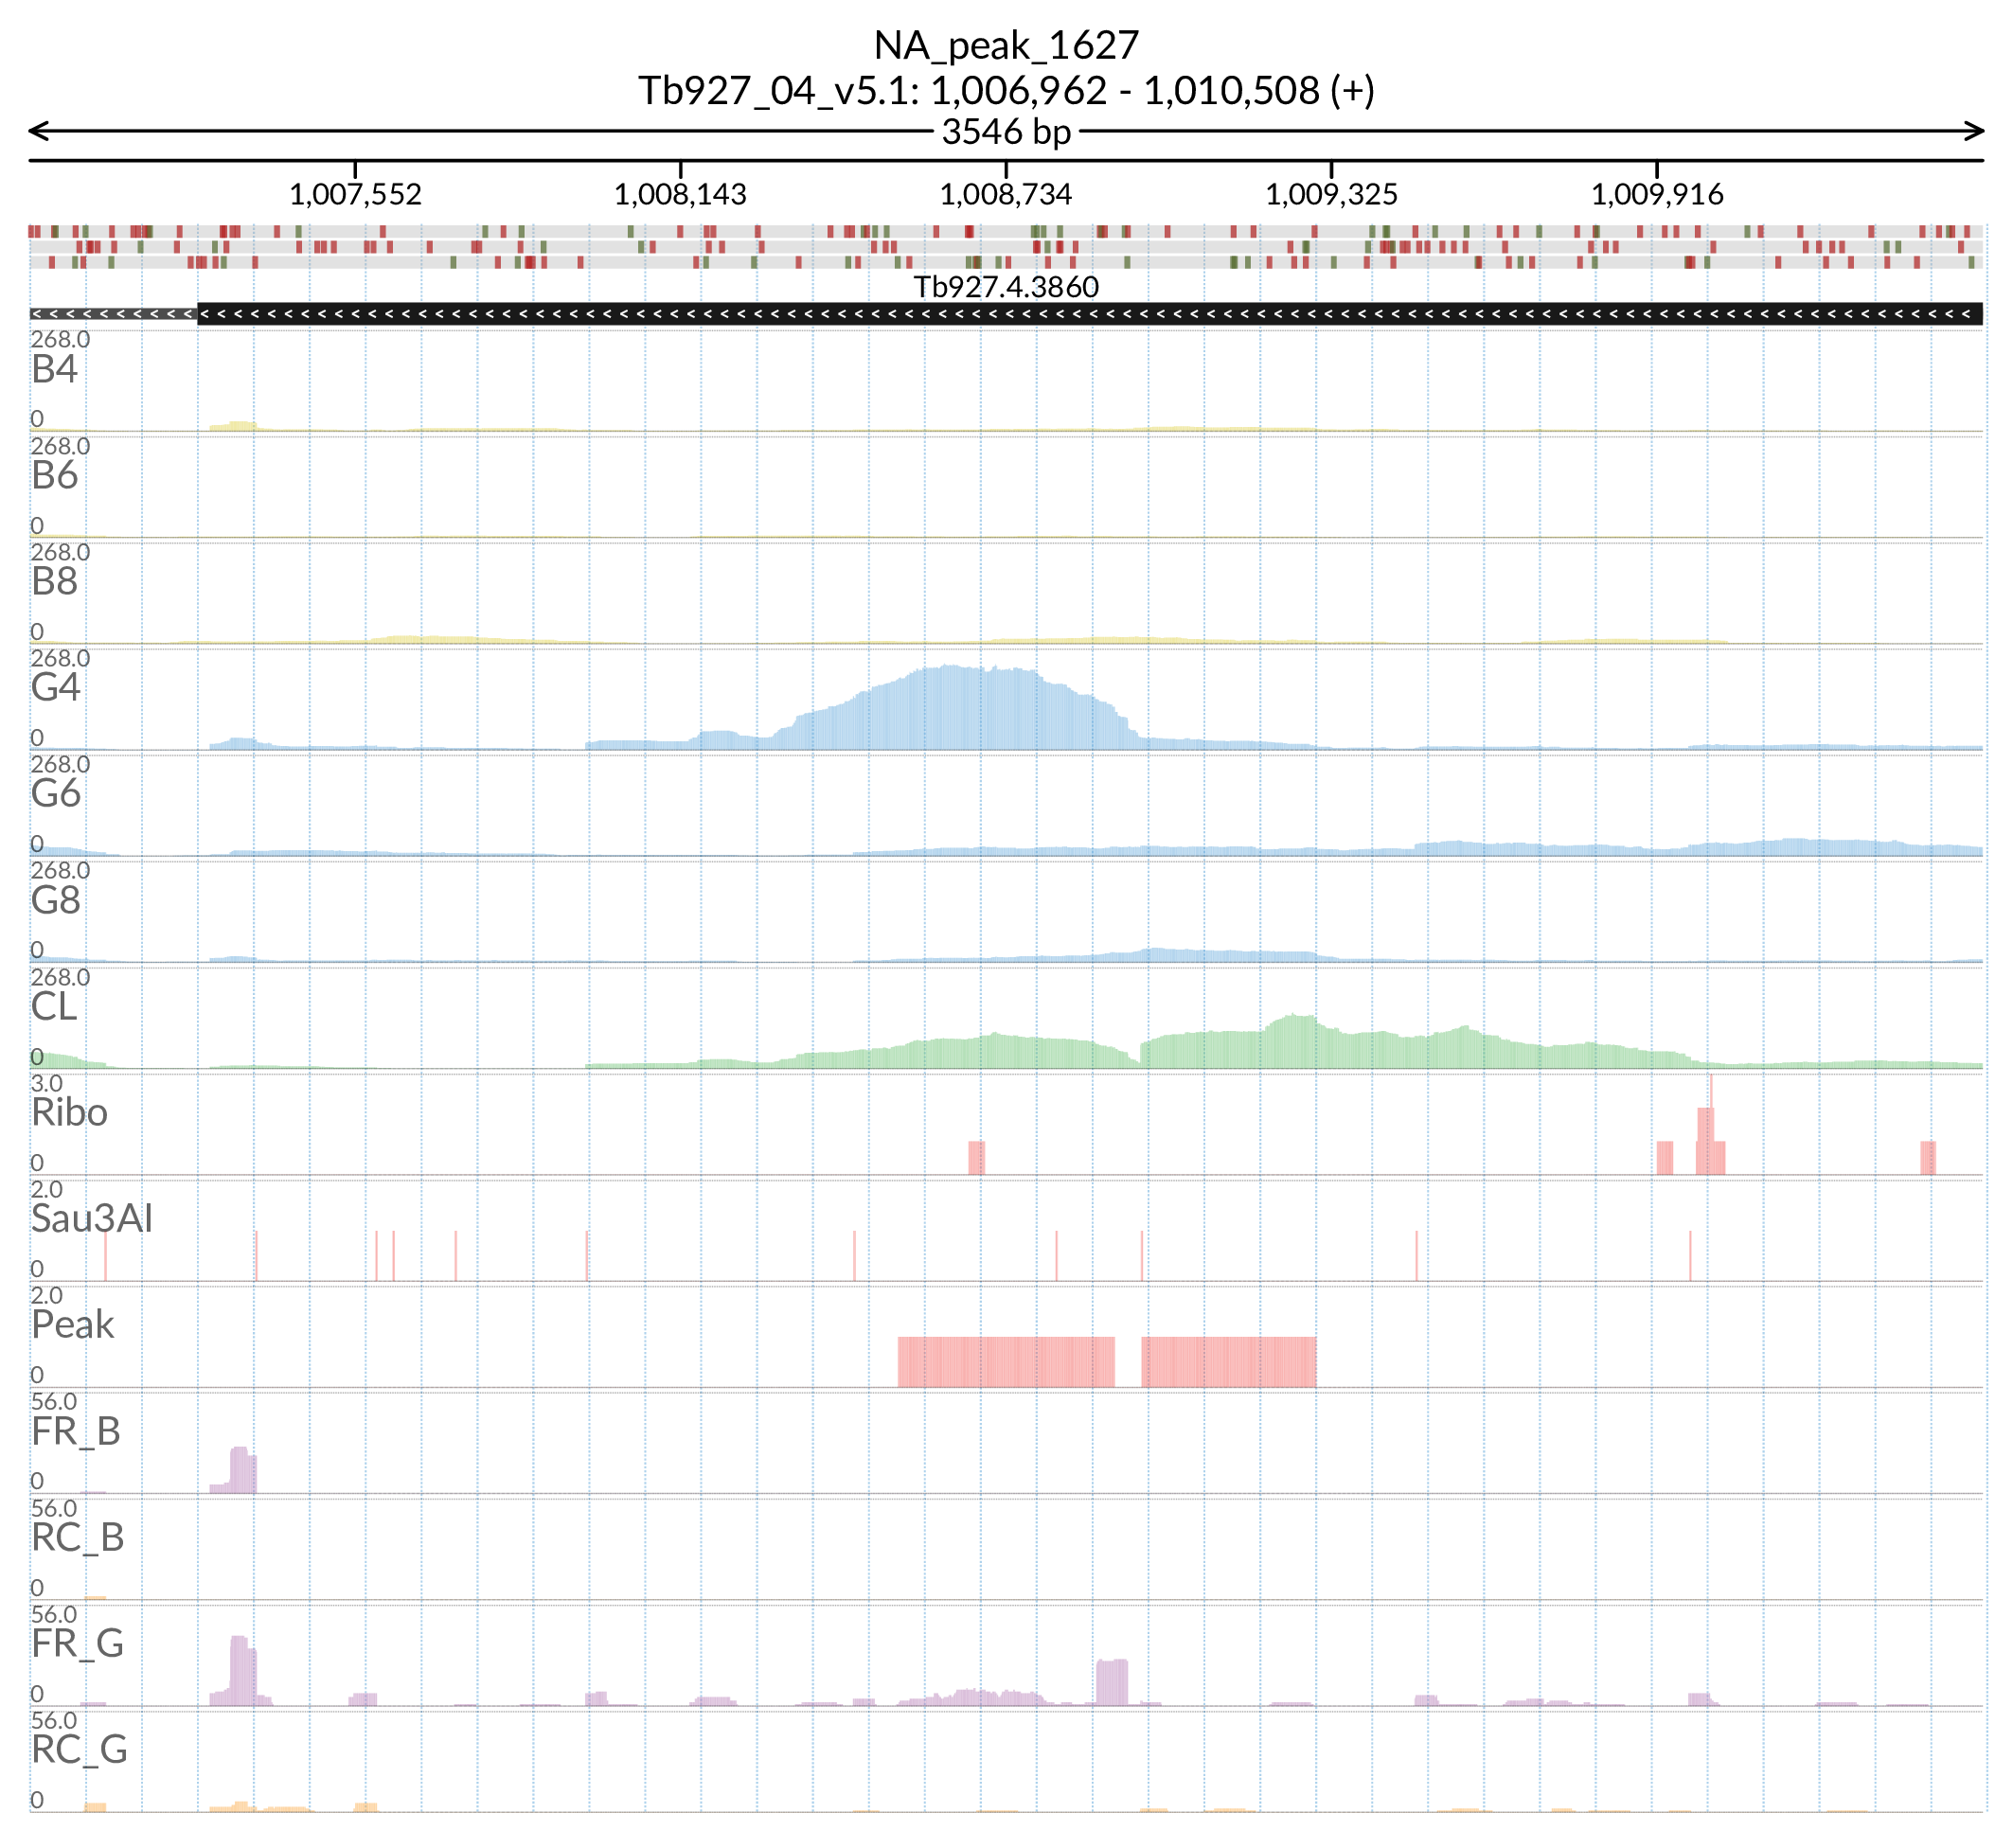 NA_peak_1627
Tb927_04_v5.1: 1,006,962 - 1,010,508 (+)
3546 bp
1,007,552 1,008,143 1,008,734 1,009,325 1,009,916
Tb927.4.3860
268.0
B4
0
268.0
B6
0
268.0
B8
0
268.0
G4
0
268.0
G6
0
268.0
G8
0
268.0
CL
0
3.0
Ribo
0
2.0
Sau3AI
0
2.0
Peak
0
56.0
FR_B
0
56.0
RC_B
0
56.0
FR_G
0
56.0
RC_G
0